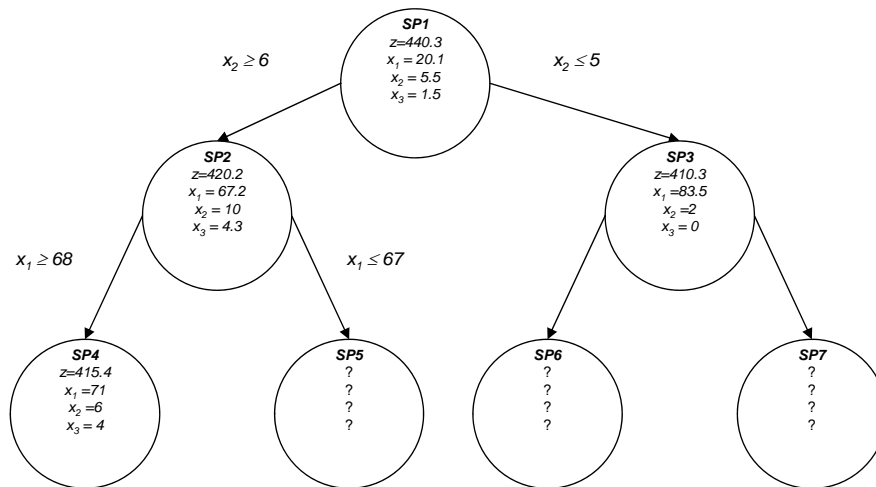 SP1
z=440.3
x₁ = 20.1
x₂ = 5.5
x₃ = 1.5
x₂ ≥ 6
x₂ ≤ 5
SP2
z=420.2
x₁ = 67.2
x₂ = 10
x₃ = 4.3
SP3
z=410.3
x₁ =83.5
x₂ =2
x₃ = 0
x₁ ≥ 68
x₁ ≤ 67
SP4
z=415.4
x₁ =71
x₂ =6
x₃ = 4
SP5
?
?
?
?
SP6
?
?
?
?
SP7
?
?
?
?